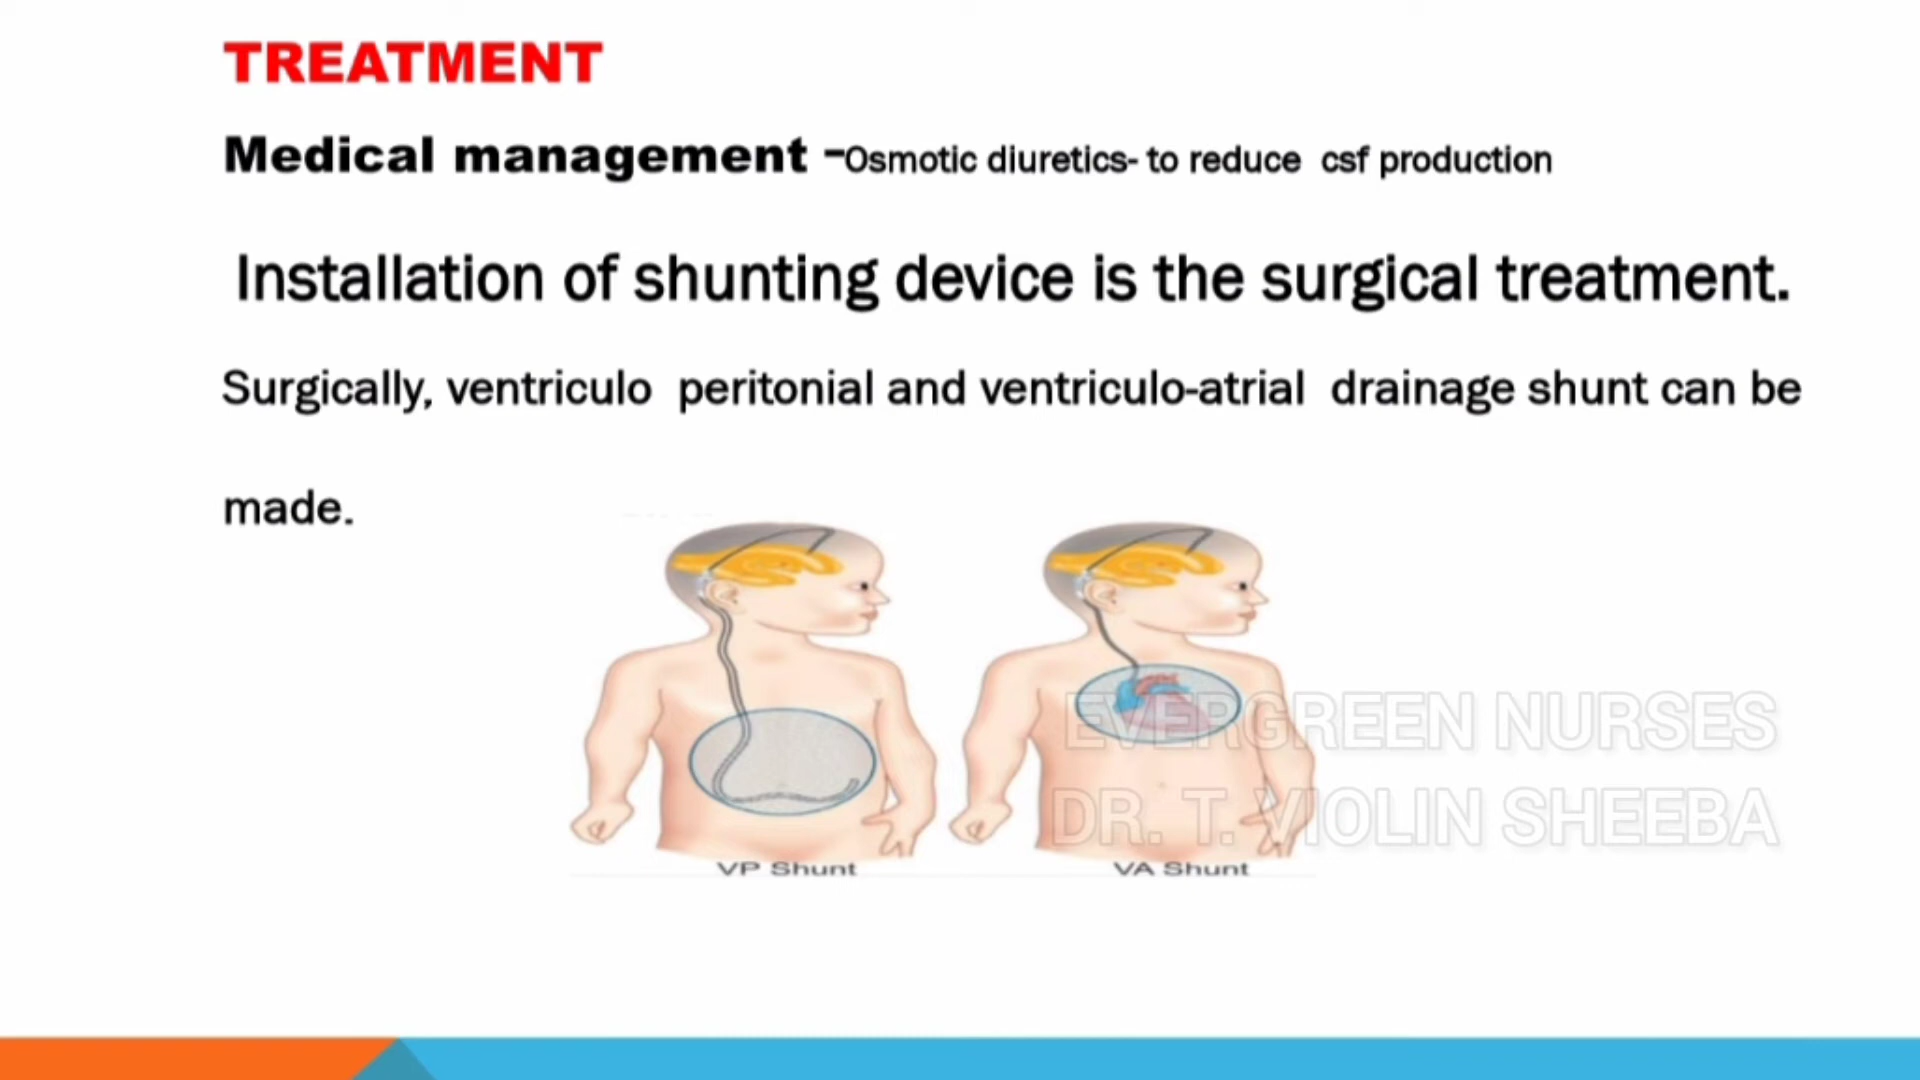 TREATMENT
Medical management -Osmotic diuretics- to reduce csf production
Installation of shunting device is the surgical treatment.
Surgically, ventriculo peritonial and ventriculo-atrial drainage shunt can be
made.
EVERGREEN NURSES
DR. T. VIOLIN SHEEBA
VP Shunt
VA Shunt